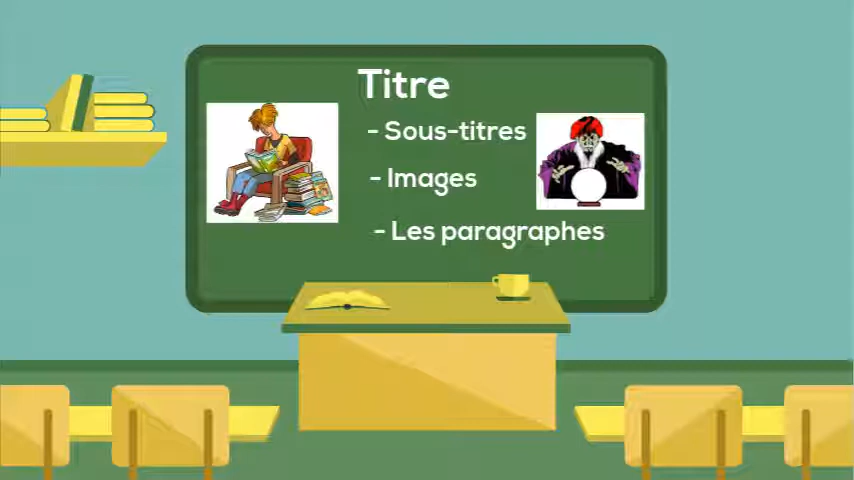 Titre
- Sous-titres
- Images
- Les paragraphes